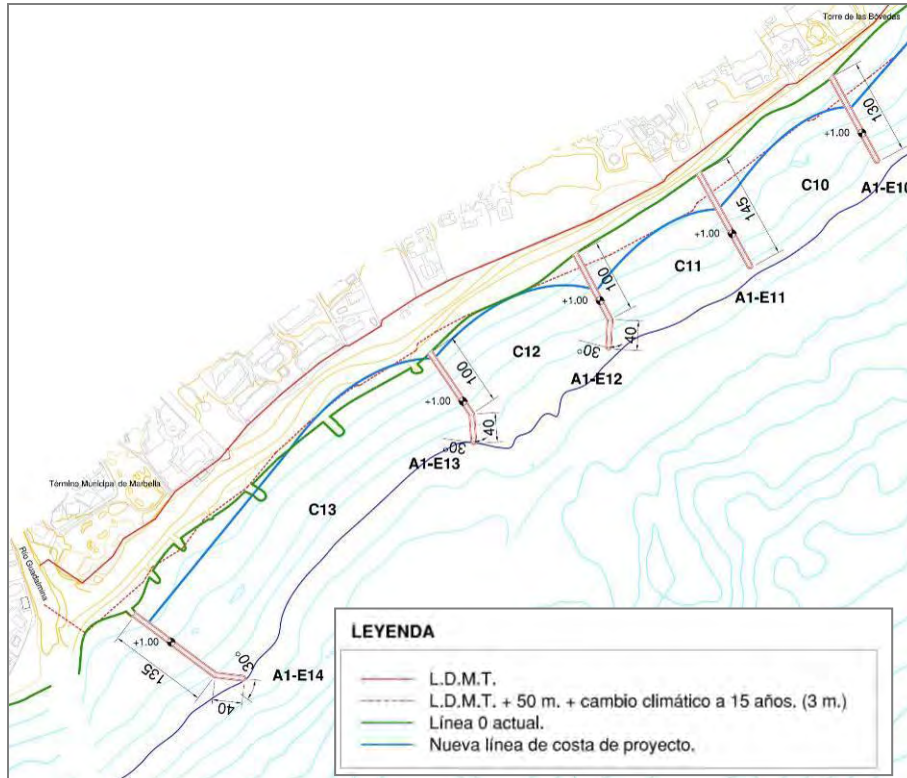 Torre de las Bóvedas
130
+1.00
C10
A1-E10
145
+1.00
C11
A1-E11
100
+1.00
C12
40
30°
A1-E12
100
+1.00
40
30°
A1-E13
C13
Término Municipal de Marbella
Río Guadalmina
+1.00
135
40
30°
A1-E14
LEYENDA
L.D.M.T.
L.D.M.T. + 50 m. + cambio climático a 15 años. (3 m.)
Línea 0 actual.
Nueva línea de costa de proyecto.